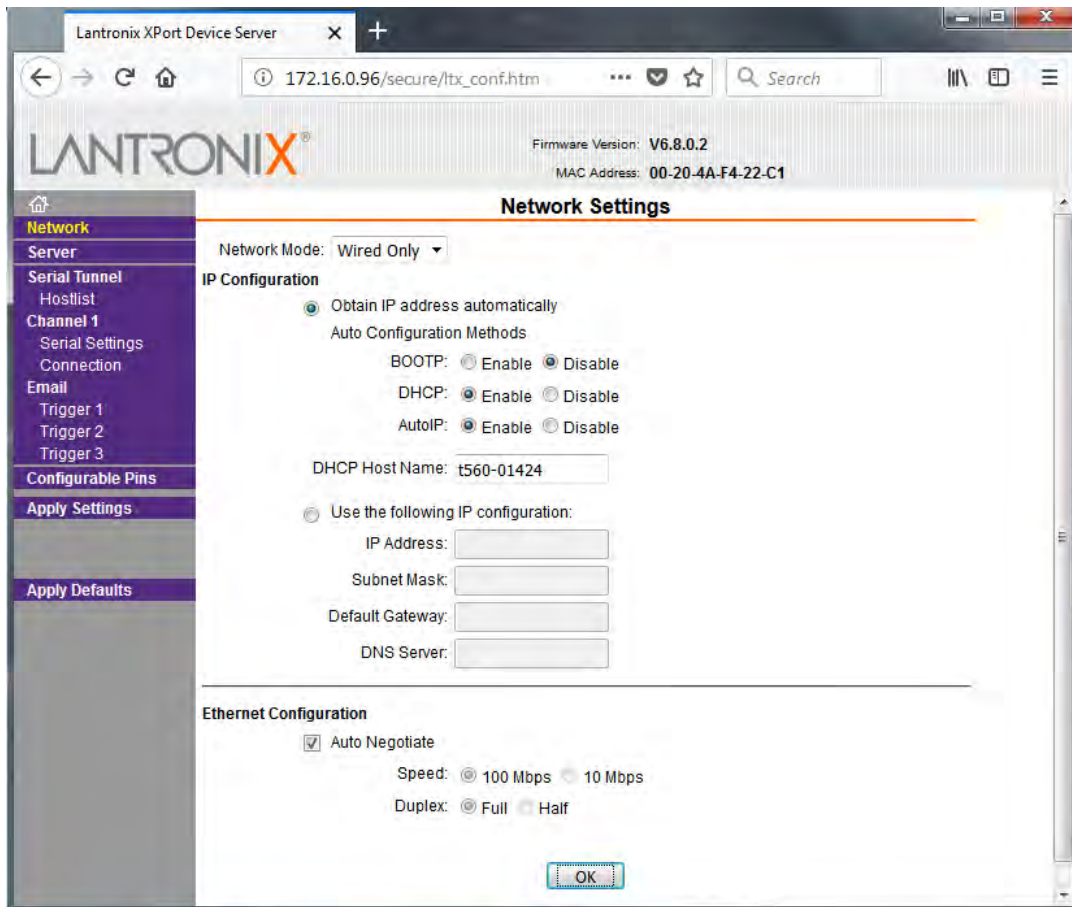 Lantronix XPort Device Server
172.16.0.96/secure/ltx_conf.htm
Search
LANTRONIX®
Firmware Version: V6.8.0.2
MAC Address: 00-20-4A-F4-22-C1
Network
Server
Serial Tunnel
Hostlist
Channel 1
Serial Settings
Connection
Email
Trigger 1
Trigger 2
Trigger 3
Configurable Pins
Apply Settings
Apply Defaults
Network Settings
Network Mode: Wired Only
IP Configuration
Obtain IP address automatically
Auto Configuration Methods
BOOTP: Enable Disable
DHCP: Enable Disable
AutoIP: Enable Disable
DHCP Host Name: t560-01424
Use the following IP configuration:
IP Address:
Subnet Mask:
Default Gateway:
DNS Server:
Ethernet Configuration
Auto Negotiate
Speed: 100 Mbps 10 Mbps
Duplex: Full Half
OK